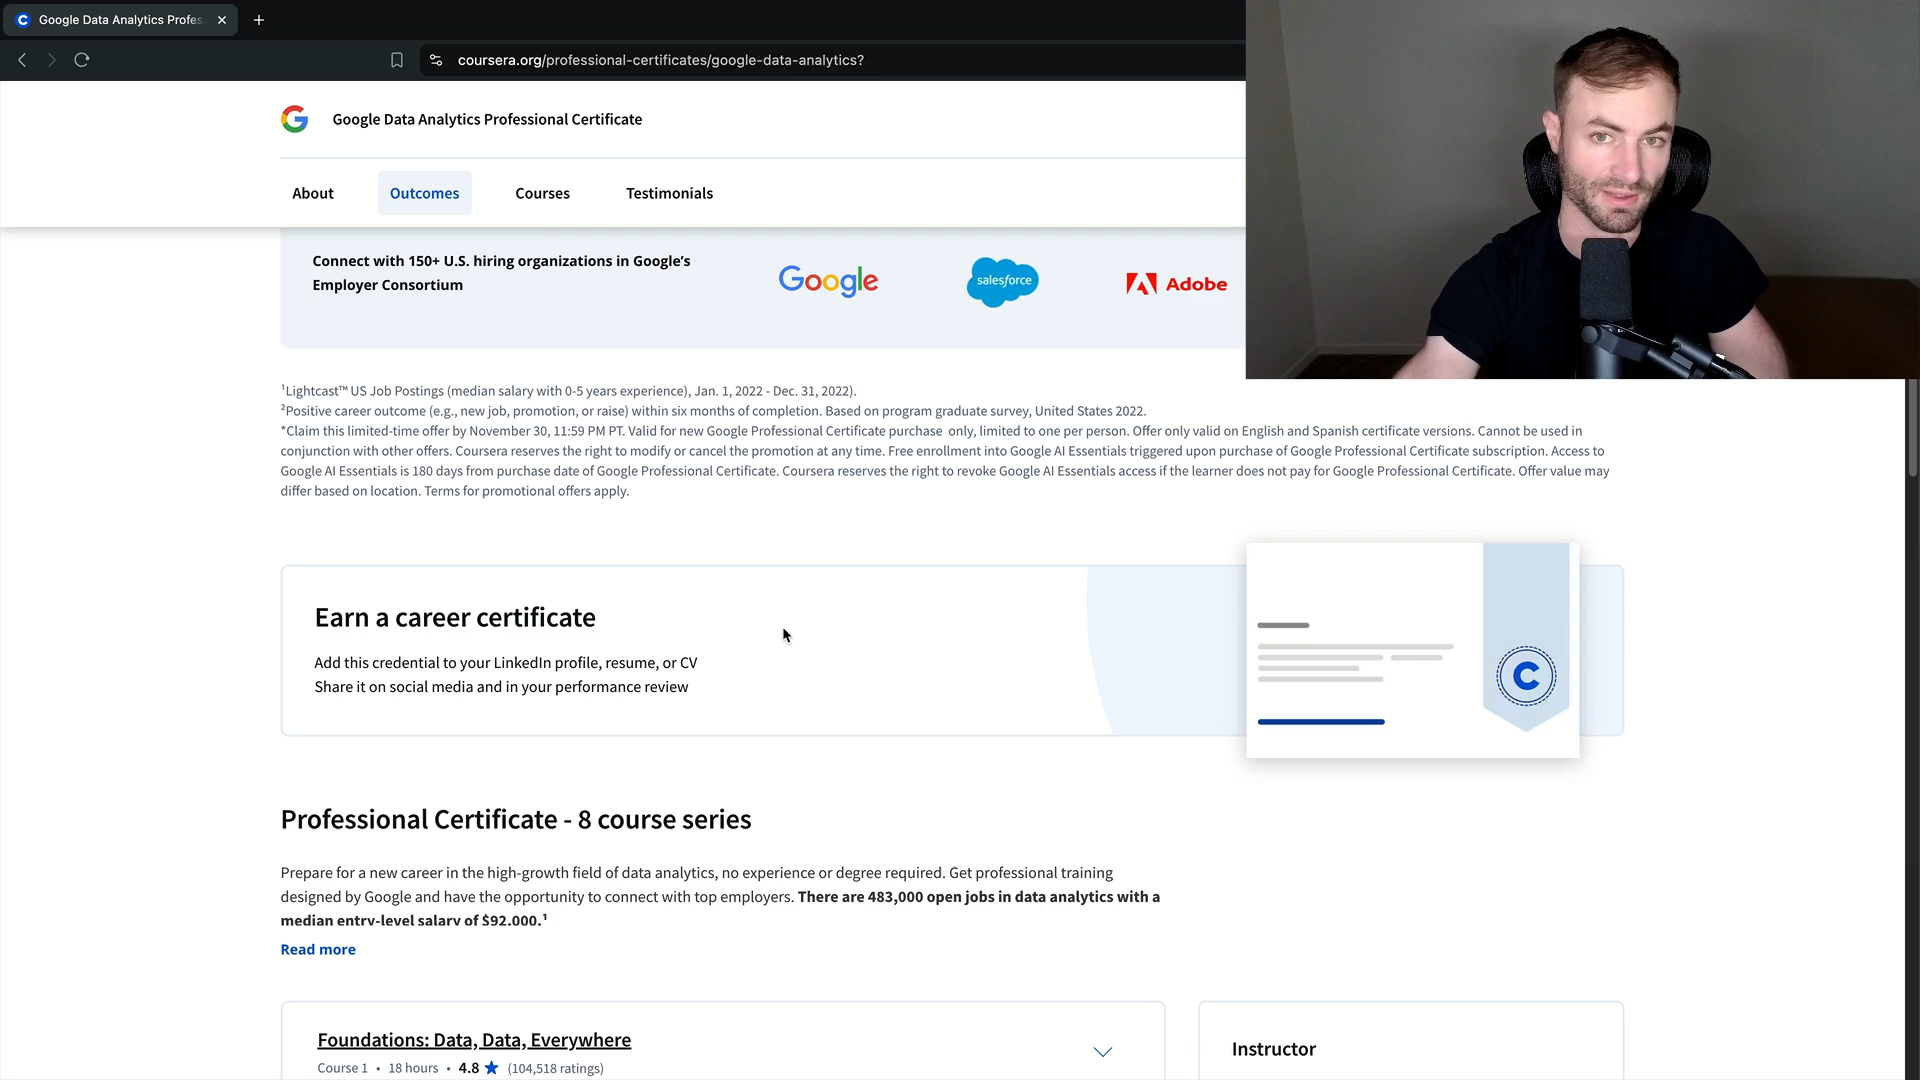 Google Data Analytics Profes
coursera.org/professional-certificates/google-data-analytics?
Google Data Analytics Professional Certificate
About
Outcomes
Courses
Testimonials
Connect with 150+ U.S. hiring organizations in Google's
Employer Consortium
Google
salesforce
Adobe
¹Lightcast™ US Job Postings (median salary with 0-5 years experience), Jan. 1, 2022 - Dec. 31, 2022).
²Positive career outcome (e.g., new job, promotion, or raise) within six months of completion. Based on program graduate survey, United States 2022.
*Claim this limited-time offer by November 30, 11:59 PM PT. Valid for new Google Professional Certificate purchase only, limited to one per person. Offer only valid on English and Spanish certificate versions. Cannot be used in
conjunction with other offers. Coursera reserves the right to modify or cancel the promotion at any time. Free enrollment into Google AI Essentials triggered upon purchase of Google Professional Certificate subscription. Access to
Google AI Essentials is 180 days from purchase date of Google Professional Certificate. Coursera reserves the right to revoke Google AI Essentials access if the learner does not pay for Google Professional Certificate. Offer value may
differ based on location. Terms for promotional offers apply.
Earn a career certificate
Add this credential to your LinkedIn profile, resume, or CV
Share it on social media and in your performance review
Professional Certificate - 8 course series
Prepare for a new career in the high-growth field of data analytics, no experience or degree required. Get professional training
designed by Google and have the opportunity to connect with top employers. There are 483,000 open jobs in data analytics with a
median entry-level salary of $92,000.¹
Read more
Foundations: Data, Data, Everywhere
Course 1 • 18 hours • 4.8 ★ (104,518 ratings)
Instructor